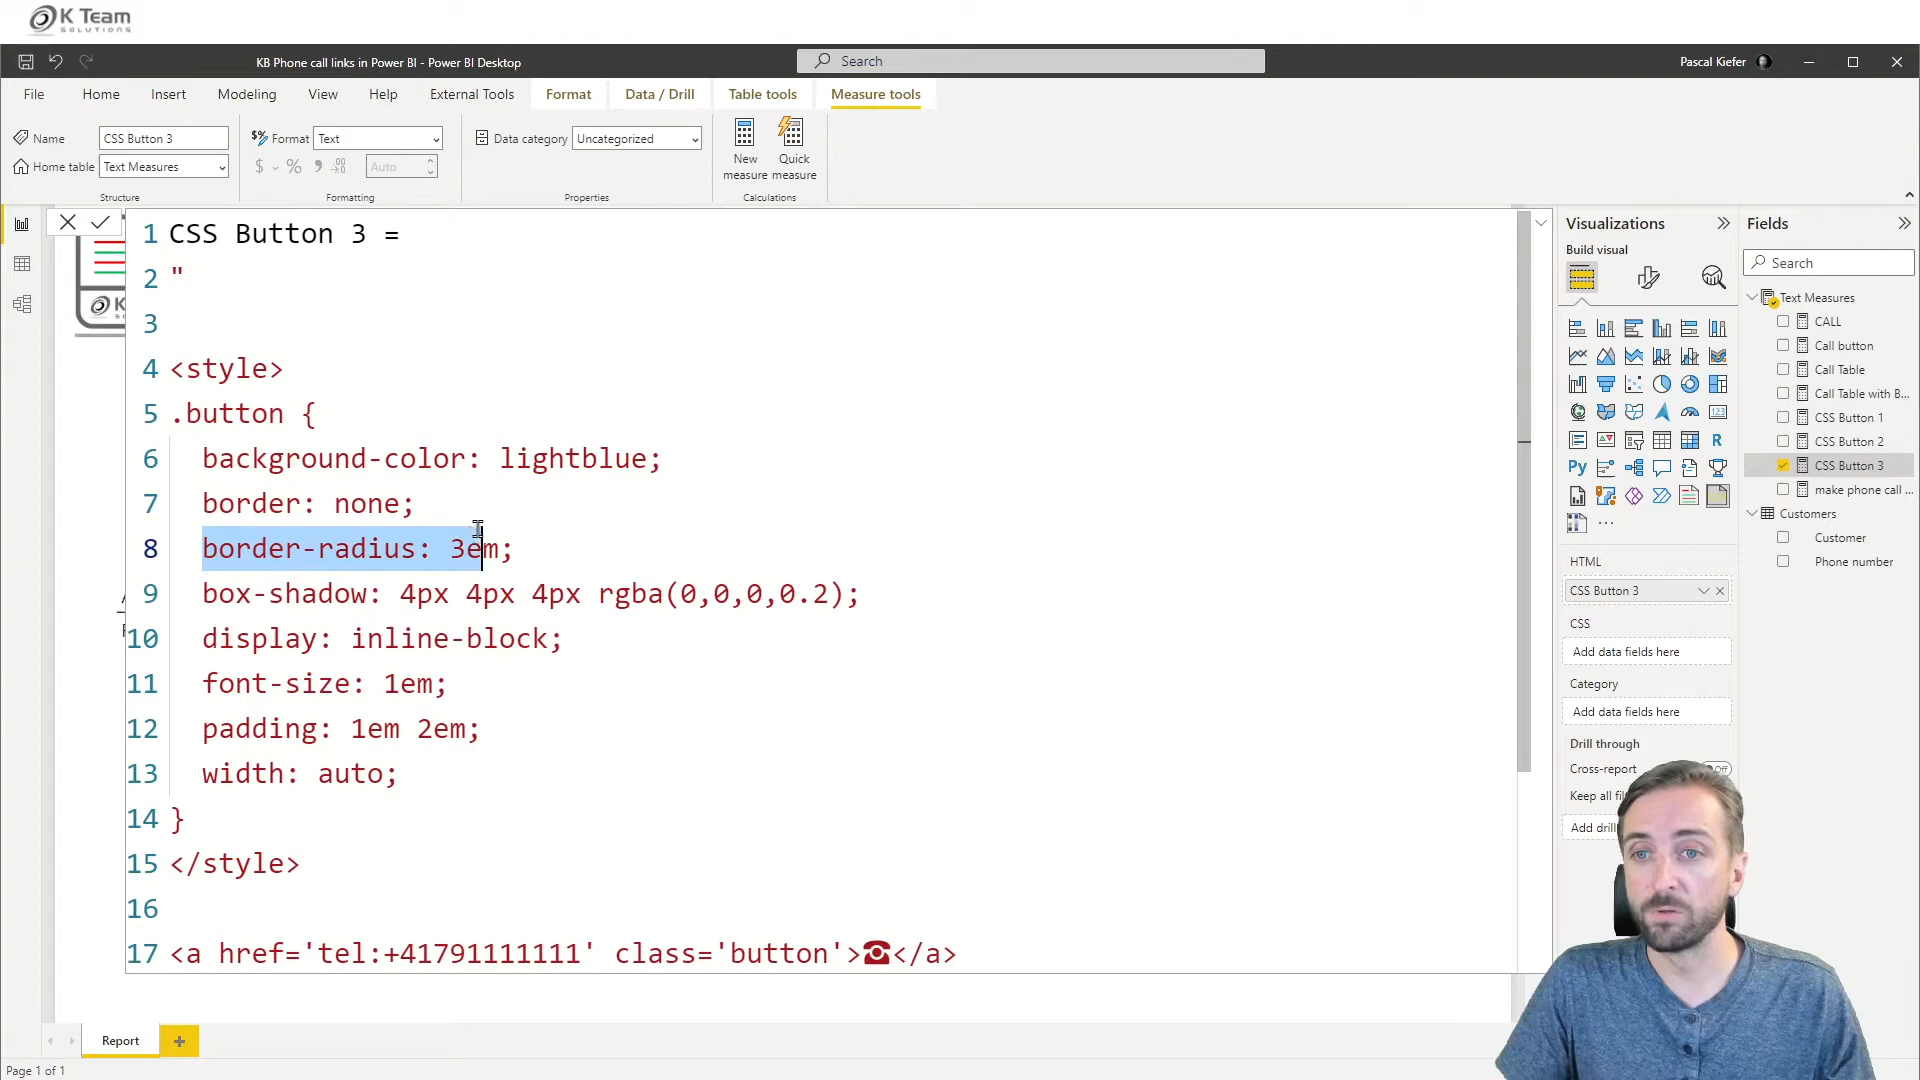 K Team
SOLUTIONS
KB Phone call links in Power BI - Power BI Desktop
Search
Pascal Kiefer
File
Home
Insert
Modeling
View
Help
External Tools
Format
Data / Drill
Table tools
Measure tools
Name
CSS Button 3
Format
Text
Data category
Uncategorized
New
measure
Quick
measure
Home table
Text Measures
$
%
Auto
Structure
Formatting
Properties
Calculations
1 CSS Button 3 =
2 "
3
4 <style>
5 .button {
6 background-color: lightblue;
7 border: none;
8 border-radius: 3em;
9 box-shadow: 4px 4px 4px rgba(0,0,0,0.2);
10 display: inline-block;
11 font-size: 1em;
12 padding: 1em 2em;
13 width: auto;
14 }
15 </style>
16
17 <a href='tel:+41791111111' class='button'>☎</a>
Visualizations
Build visual
123
R
Py
HTML
CSS Button 3
CSS
Add data fields here
Category
Add data fields here
Drill through
Cross-report
Off
Keep all
Add drill
Fields
Search
Text Measures
CALL
Call button
Call Table
Call Table with B...
CSS Button 1
CSS Button 2
CSS Button 3
make phone call ...
Customers
Customer
Phone number
Report
Page 1 of 1